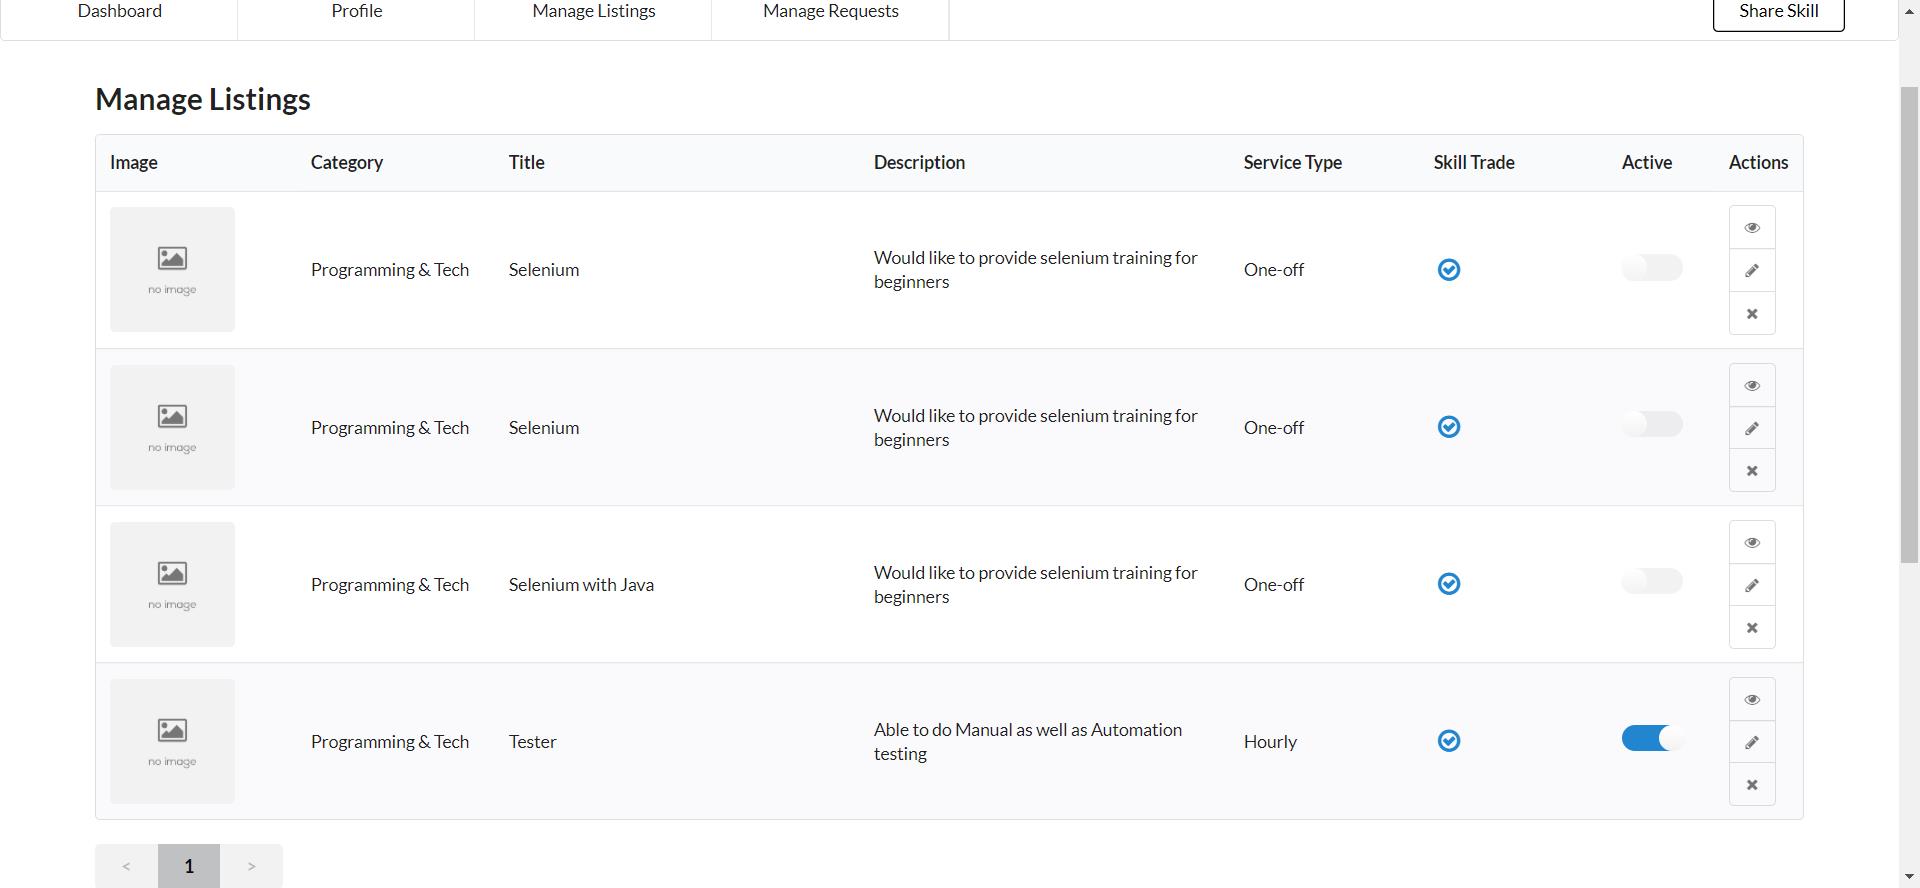 Dashboard Profile Manage Listings Manage Requests Share Skill
Manage Listings
Image Category Title Description Service Type Skill Trade Active Actions
no image
Programming & Tech
Selenium
Would like to provide selenium training for
beginners
One-off
no image
Programming & Tech
Selenium
Would like to provide selenium training for
beginners
One-off
no image
Programming & Tech
Selenium with Java
Would like to provide selenium training for
beginners
One-off
no image
Programming & Tech
Tester
Able to do Manual as well as Automation
testing
Hourly
< 1 >